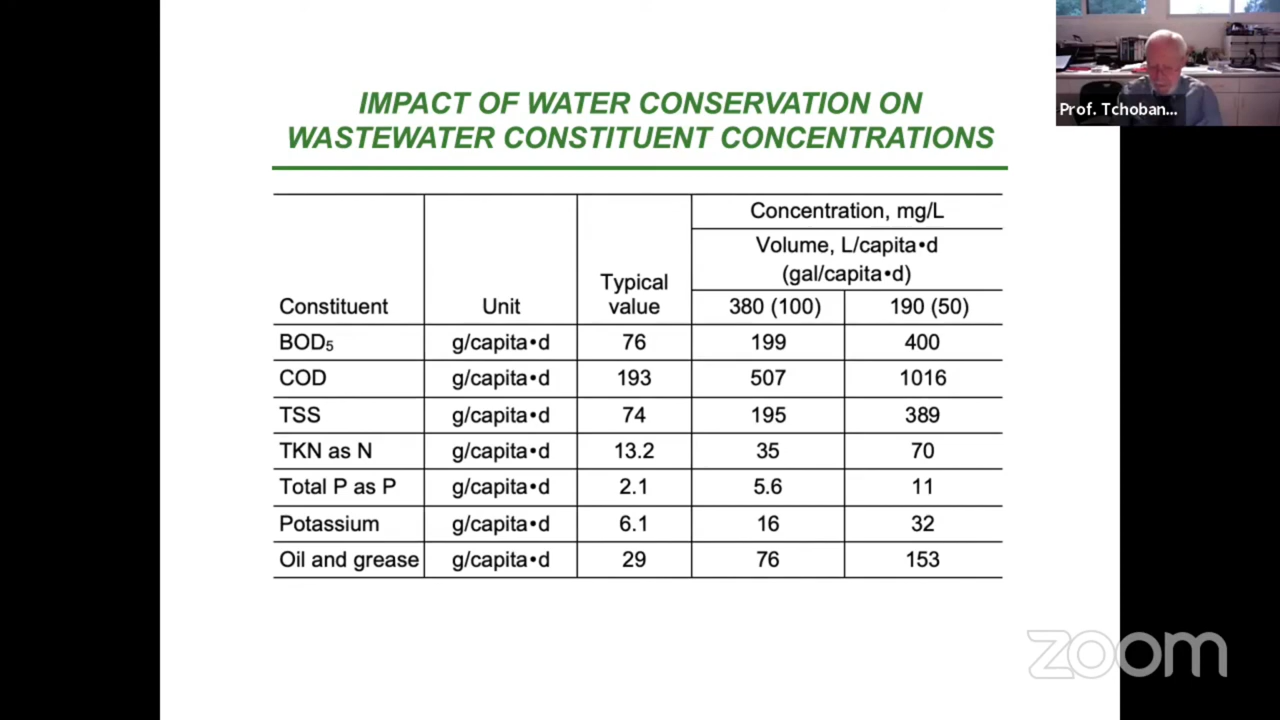 IMPACT OF WATER CONSERVATION ON
WASTEWATER CONSTITUENT CONCENTRATIONS
Prof. Tchoban...
Constituent Unit Typical value Concentration, mg/L
Volume, L/capita•d
(gal/capita•d)
380 (100) 190 (50)
BOD₅ g/capita•d 76 199 400
COD g/capita•d 193 507 1016
TSS g/capita•d 74 195 389
TKN as N g/capita•d 13.2 35 70
Total P as P g/capita•d 2.1 5.6 11
Potassium g/capita•d 6.1 16 32
Oil and grease g/capita•d 29 76 153
zoom